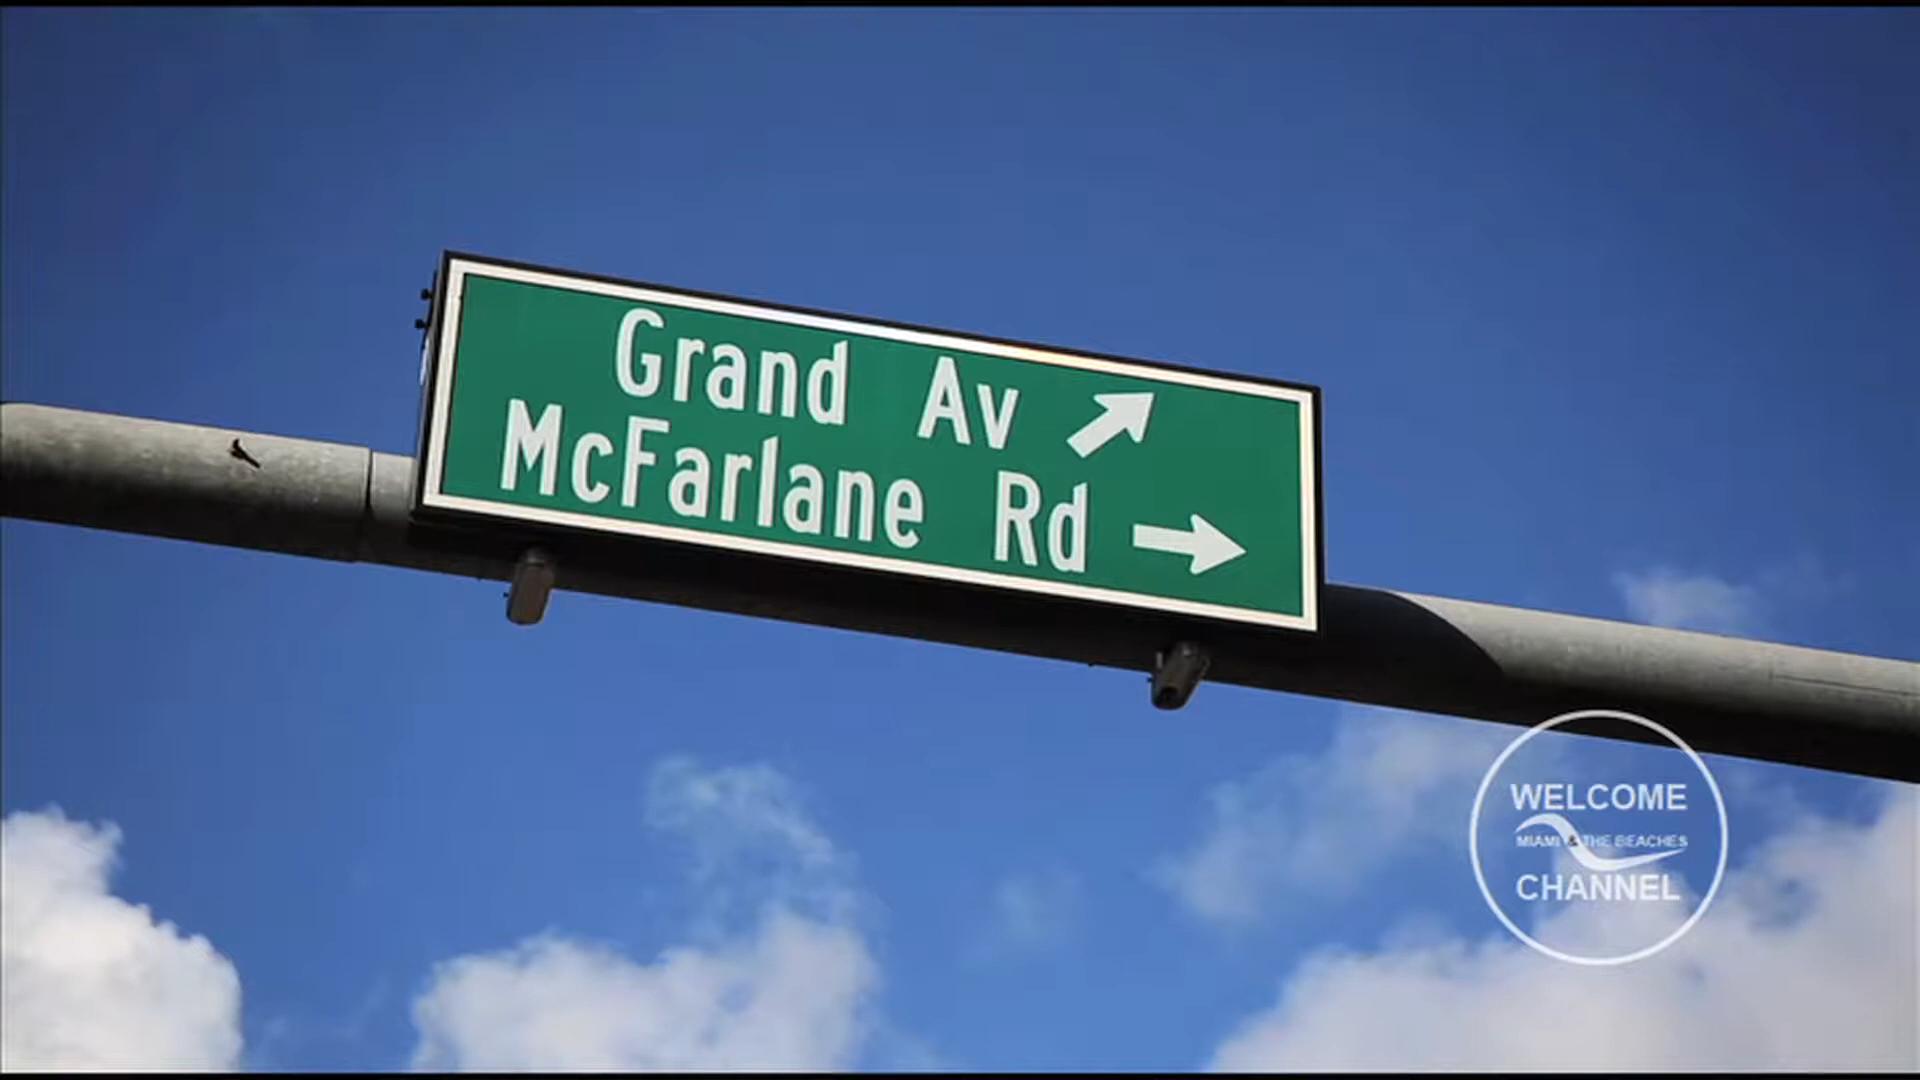 Grand Av
McFarlane Rd
WELCOME
MIAMI & THE BEACHES
CHANNEL